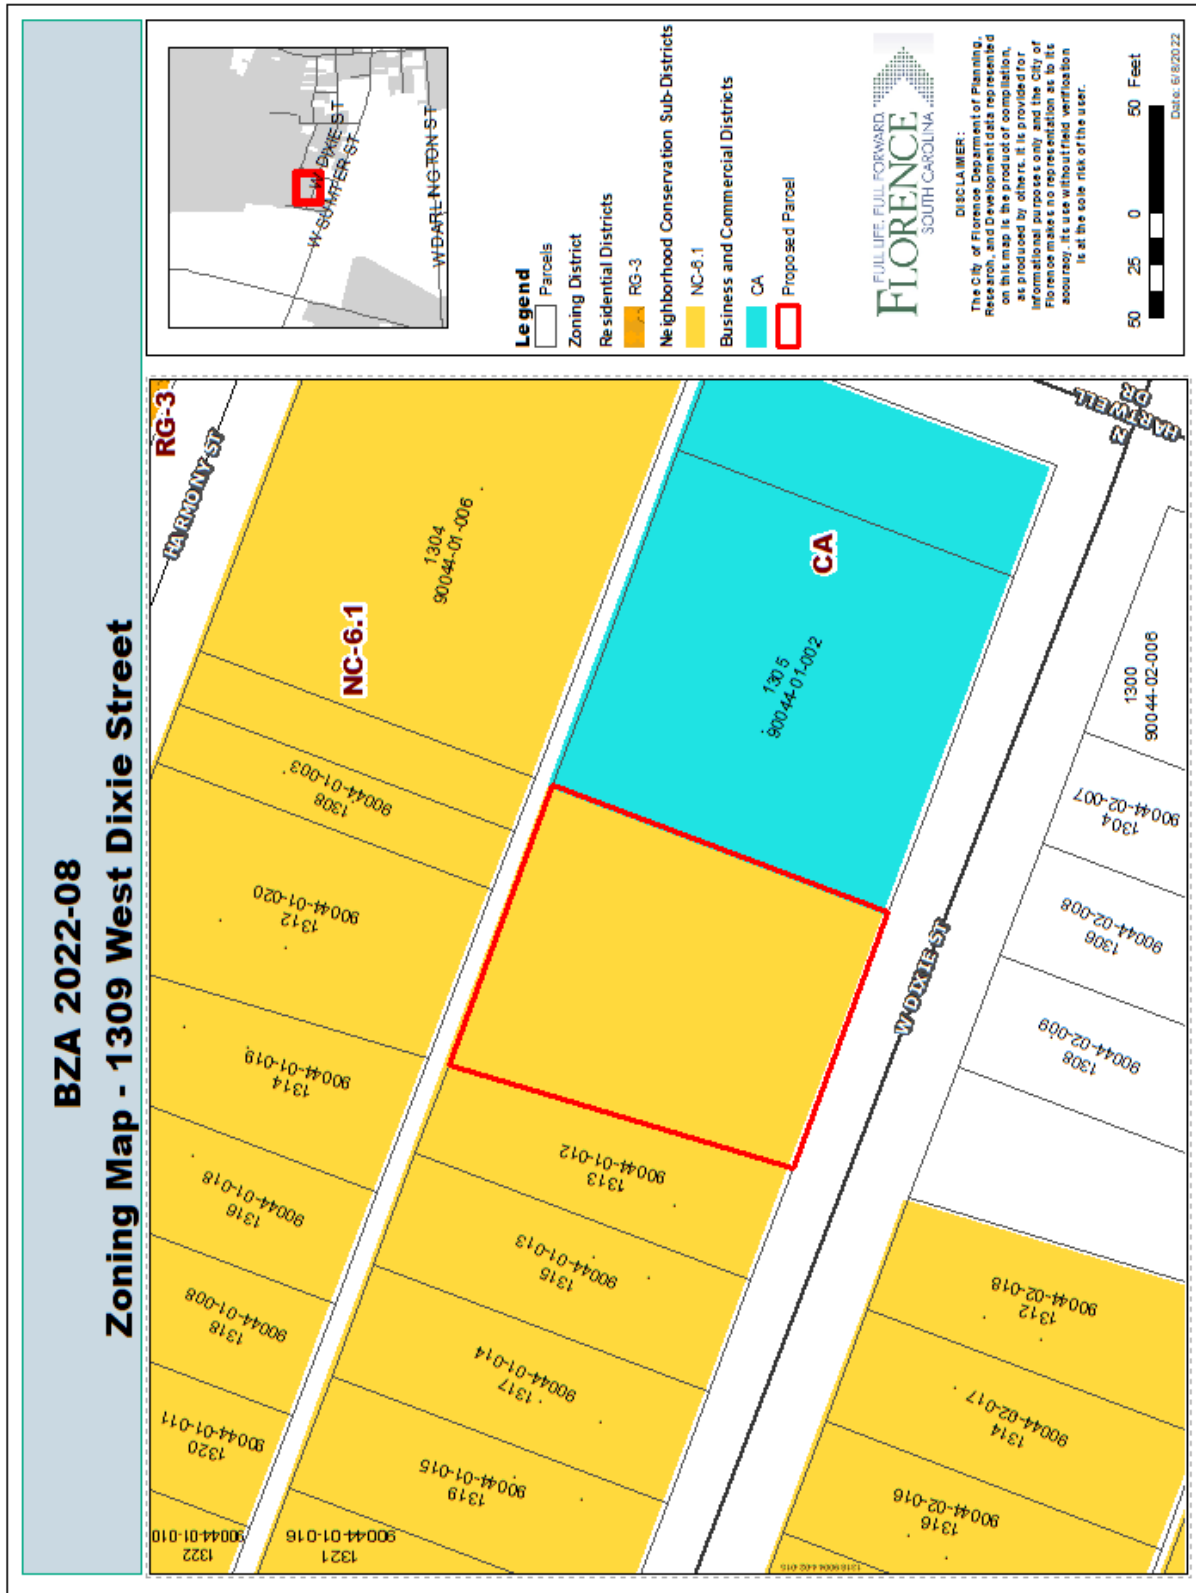 BZA 2022-08
Zoning Map - 1309 West Dixie Street
RG-3
HARMONY ST
NC-6.1
1304
90044-01-006
1308
90044-01-003
1312
90044-01-020
1314
90044-01-019
1316
90044-01-018
1318
90044-01-008
1320
90044-01-011
1322
90044-01-010
CA
1305
90044-01-002
1313
90044-01-012
1315
90044-01-013
1317
90044-01-014
1319
90044-01-015
1321
90044-01-016
W DIXIE ST
N HARTWELL DR
1300
90044-02-006
1304
90044-02-007
1306
90044-02-008
1308
90044-02-009
1312
90044-02-018
1314
90044-02-017
1316
90044-02-016
W DIXIE ST
W SUMTER ST
W DARLINGTON ST
Legend
Parcels
Zoning District
Residential Districts
RG-3
Neighborhood Conservation Sub-Districts
NC-6.1
Business and Commercial Districts
CA
Proposed Parcel
FULL LIFE. FULL FORWARD.
FLORENCE
SOUTH CAROLINA
DISCLAIMER:
The City of Florence Deparment of Planning,
Research, and Development data represented
on this map is the product of compilation,
as produced by others. It is provided for
informational purposes only and the City of
Florence makes no representation as to its
accuracy. Its use without field verification
is at the sole risk of the user.
50 25 0 50 Feet
Date: 6/8/2022